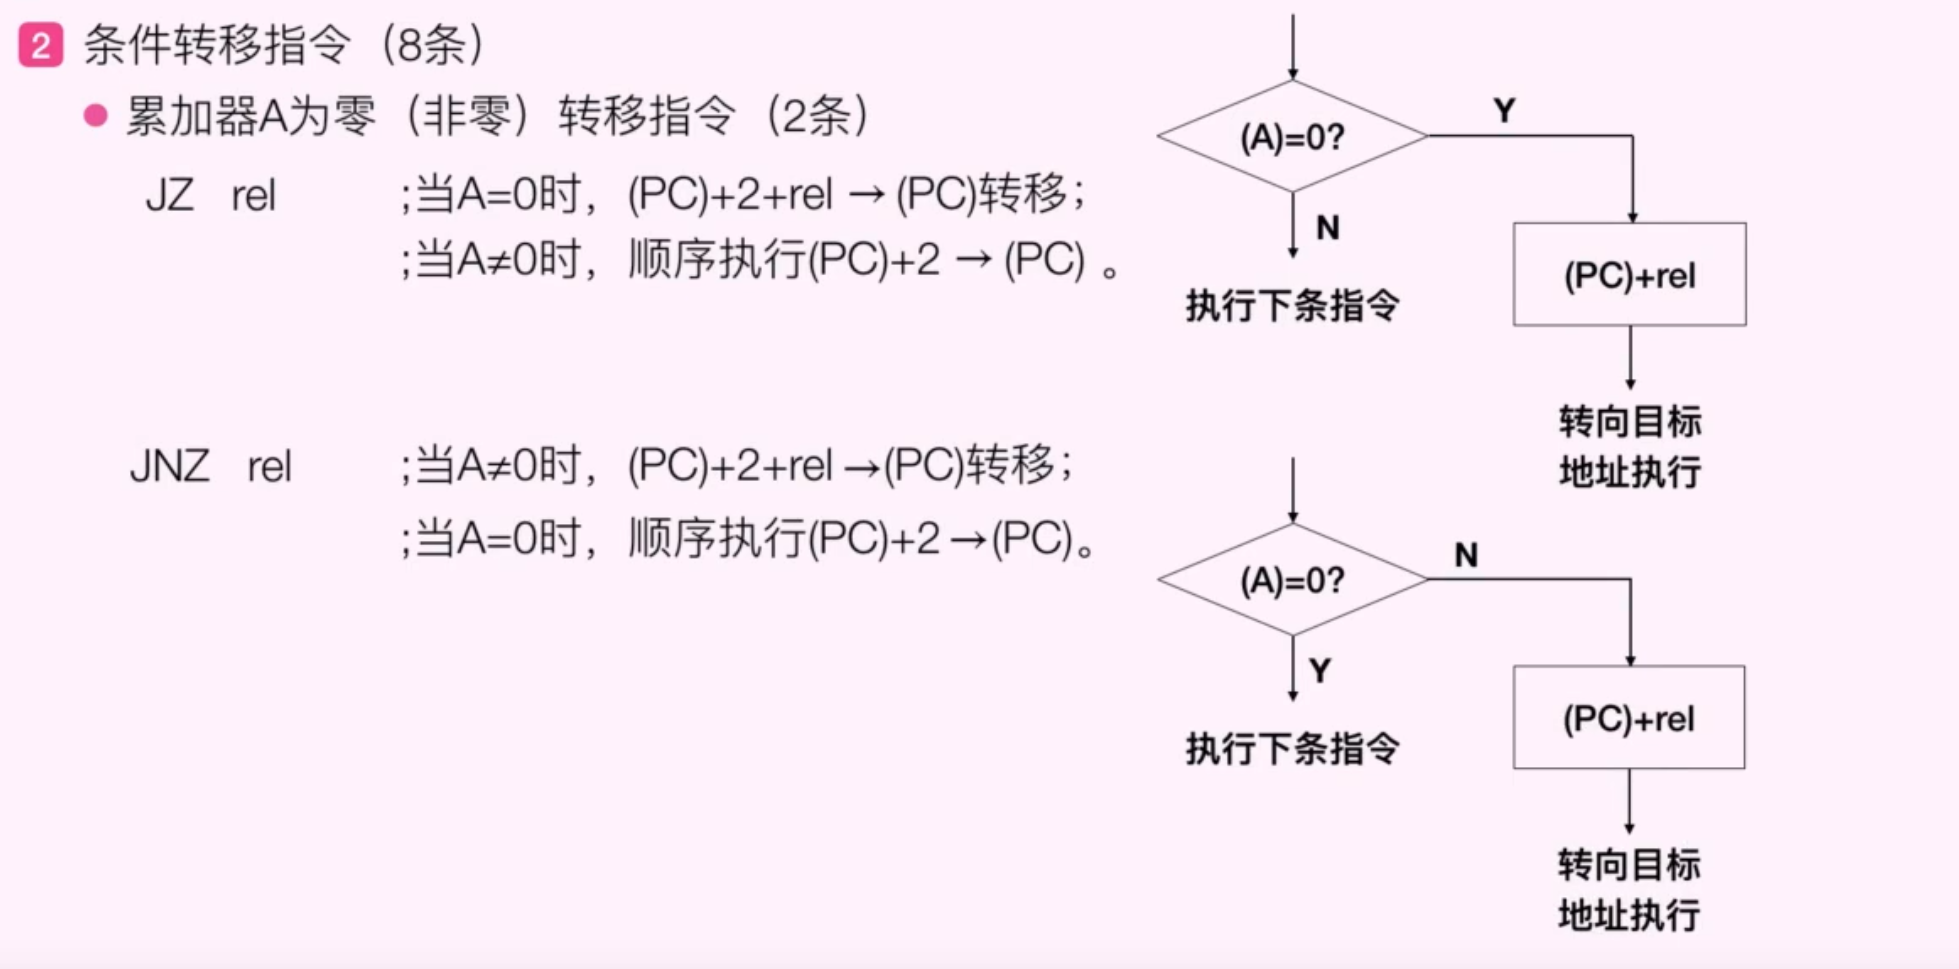 2 条件转移指令（8条）
● 累加器A为零（非零）转移指令（2条）
JZ rel ;当A=0时，(PC)+2+rel → (PC)转移；
;当A≠0时，顺序执行(PC)+2 → (PC) 。
JNZ rel ;当A≠0时，(PC)+2+rel →(PC)转移；
;当A=0时，顺序执行(PC)+2 →(PC)。
(A)=0?
Y
N
执行下条指令
(PC)+rel
转向目标
地址执行
(A)=0?
N
Y
执行下条指令
(PC)+rel
转向目标
地址执行